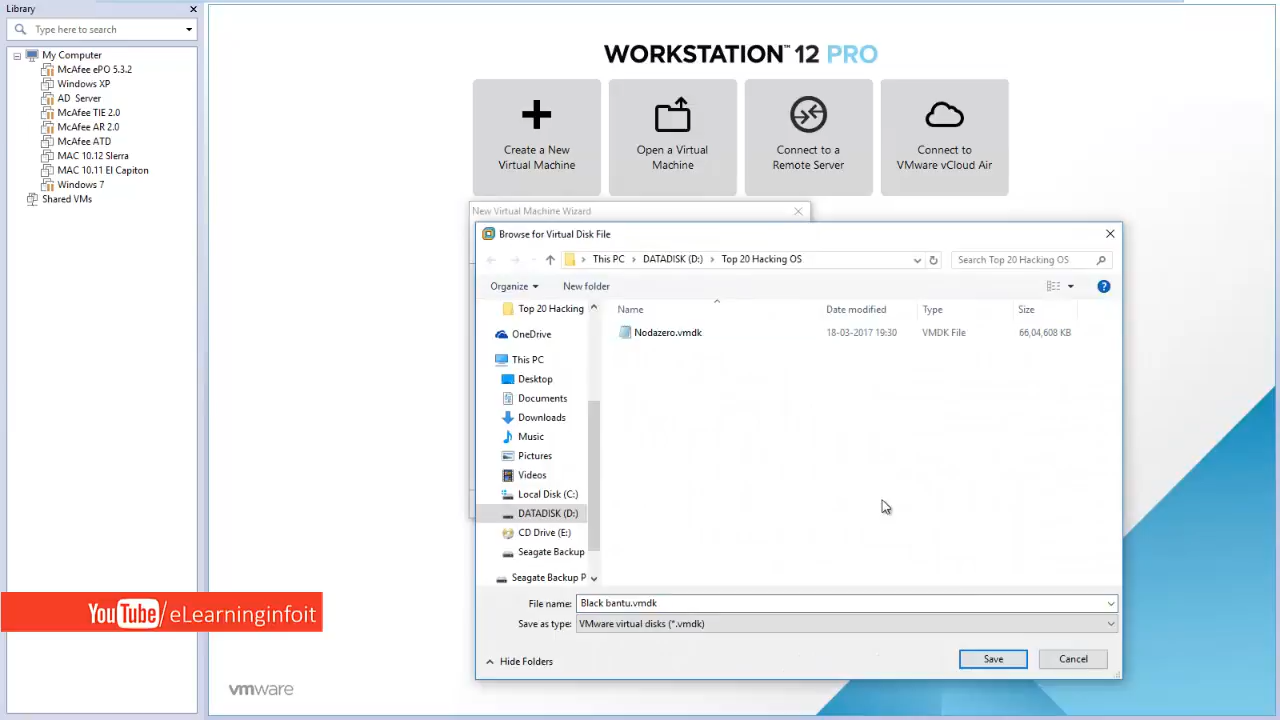 Library
Type here to search
My Computer
McAfee ePO 5.3.2
Windows XP
AD Server
McAfee TIE 2.0
McAfee AR 2.0
McAfee ATD
MAC 10.12 Sierra
MAC 10.11 El Capiton
Windows 7
Shared VMs
WORKSTATION™ 12 PRO
Create a New
Virtual Machine
Open a Virtual
Machine
Connect to a
Remote Server
Connect to
VMware vCloud Air
New Virtual Machine Wizard
Browse for Virtual Disk File
This PC > DATADISK (D:) > Top 20 Hacking OS
Search Top 20 Hacking OS
Organize
New folder
Top 20 Hacking
OneDrive
This PC
Desktop
Documents
Downloads
Music
Pictures
Videos
Local Disk (C:)
DATADISK (D:)
CD Drive (E:)
Seagate Backup
Seagate Backup P
Name Date modified Type Size
Nodazero.vmdk 18-03-2017 19:30 VMDK File 66,04,608 KB
File name: Black bantu.vmdk
Save as type: VMware virtual disks (*.vmdk)
Hide Folders
Save
Cancel
YouTube/eLearninginfoit
vmware